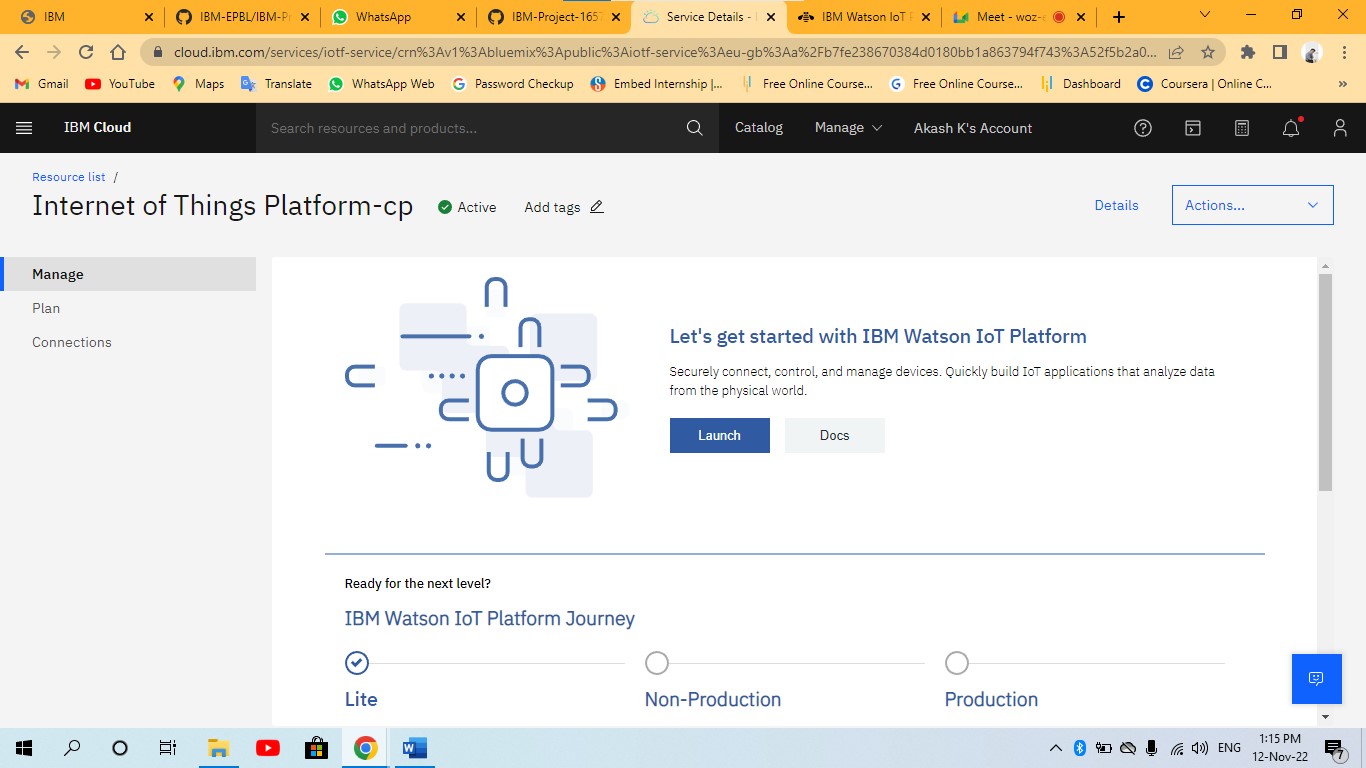 IBM
IBM-EPBL/IBM-Pr
WhatsApp
IBM-Project-1657
Service Details -
IBM Watson IoT
Meet - woz-
cloud.ibm.com/services/iotf-service/crn%3Av1%3Abluemix%3Apublic%3Aiotf-service%3Aeu-gb%3Aa%2Fb7fe238670384d0180bb1a863794f743%3A52f5b2a0...
Gmail
YouTube
Maps
Translate
WhatsApp Web
Password Checkup
Embed Internship |...
Free Online Course...
Free Online Course...
Dashboard
Coursera | Online C...
IBM Cloud
Search resources and products...
Catalog
Manage
Akash K's Account
Resource list /
Internet of Things Platform-cp
Active
Add tags
Details
Actions...
Manage
Plan
Connections
Let's get started with IBM Watson IoT Platform
Securely connect, control, and manage devices. Quickly build IoT applications that analyze data
from the physical world.
Launch
Docs
Ready for the next level?
IBM Watson IoT Platform Journey
Lite
Non-Production
Production
ENG
1:15 PM
12-Nov-22
7